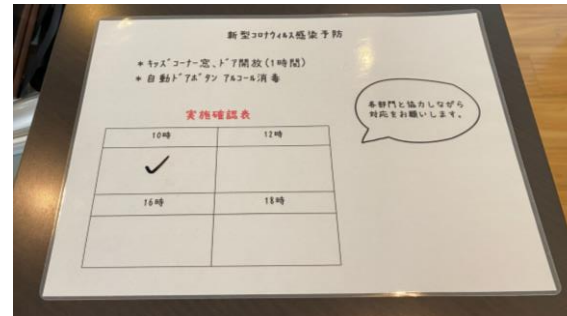 新型コロナウィルス感染予防
* キッズコーナー窓、ドア開放(1時間)
* 自動ドアボタン アルコール消毒
各部門と協力しながら
対応をお願いします。
実施確認表
10時 12時
✓
16時 18時